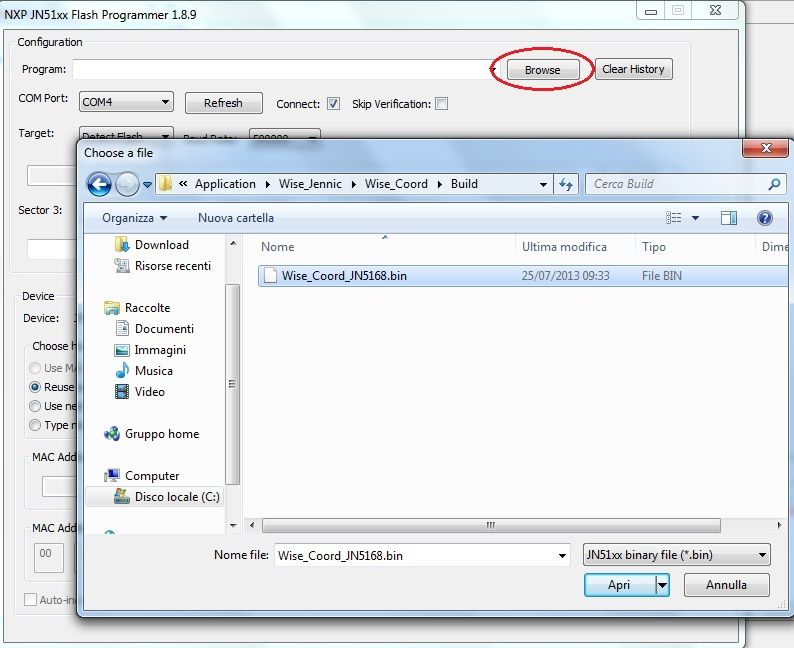 NXP JN51xx Flash Programmer 1.8.9
Configuration
Program:
Browse
Clear History
COM Port:
COM4
Refresh
Connect:
Skip Verification:
Target:
Detect Flash
Baud Rate:
500000
Sector 3:
Device
Device:
Choose
Use MA
Reuse
Use ne
Type n
MAC Add
MAC Add
00
Auto-in
Choose a file
« Application Wise_Jennic Wise_Coord Build
Cerca Build
Organizza
Nuova cartella
Download
Risorse recenti
Raccolte
Documenti
Immagini
Musica
Video
Gruppo home
Computer
Disco locale (C:)
Nome
Ultima modifica
Tipo
Dime
Wise_Coord_JN5168.bin
25/07/2013 09:33
File BIN
Nome file:
Wise_Coord_JN5168.bin
JN51xx binary file (*.bin)
Apri
Annulla